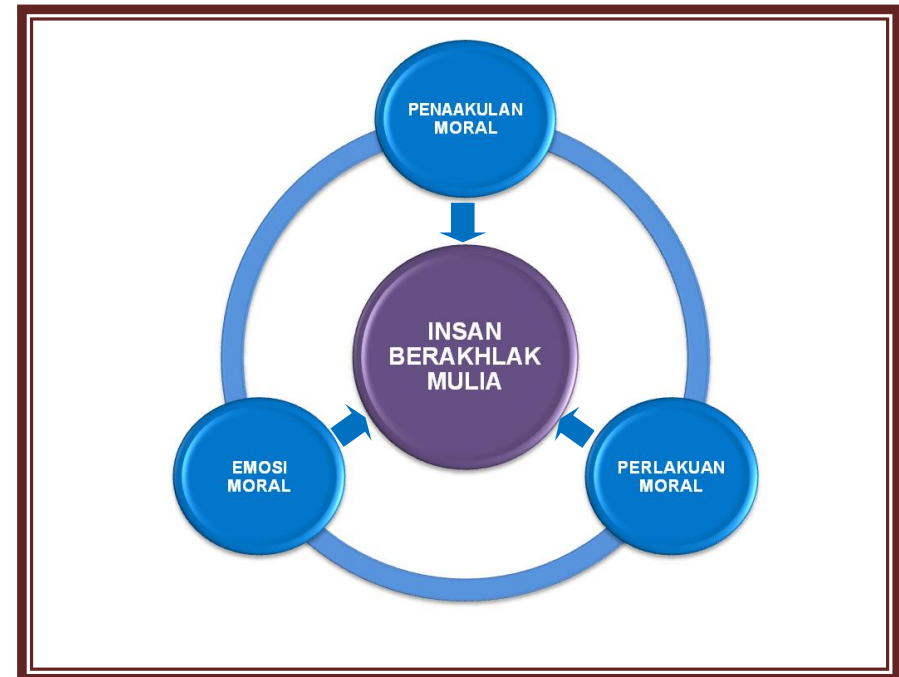 PENAAKULAN
MORAL
INSAN
BERAKHLAK
MULIA
EMOSI
MORAL
PERLAKUAN
MORAL